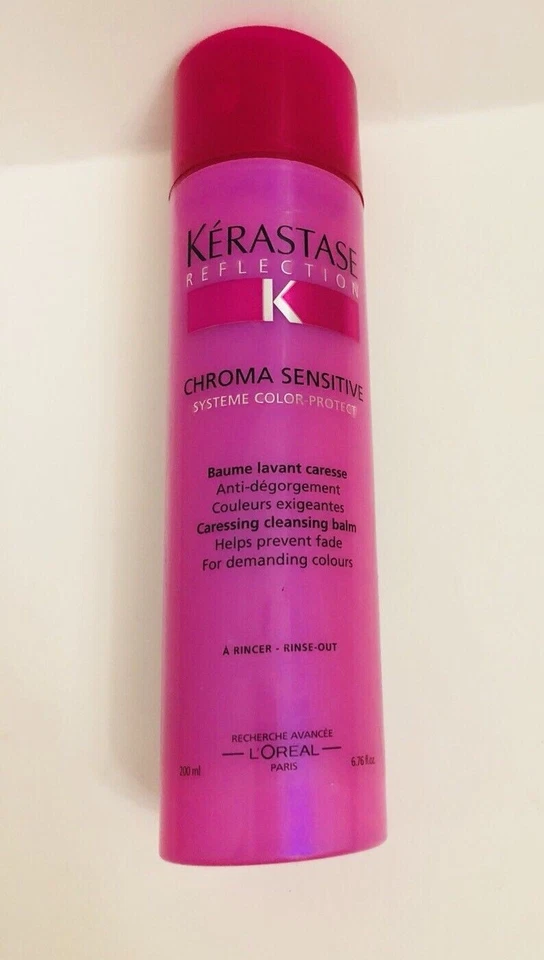 KÉRASTASE
REFLECTION
K
CHROMA SENSITIVE
SYSTEME COLOR-PROTECT
Baume lavant caresse
Anti-dégorgement
Couleurs exigeantes
Caressing cleansing balm
Helps prevent fade
For demanding colours
À RINCER - RINSE-OUT
RECHERCHE AVANCÉE
L'ORÉAL
PARIS
200 ml 6.76 fl.oz.